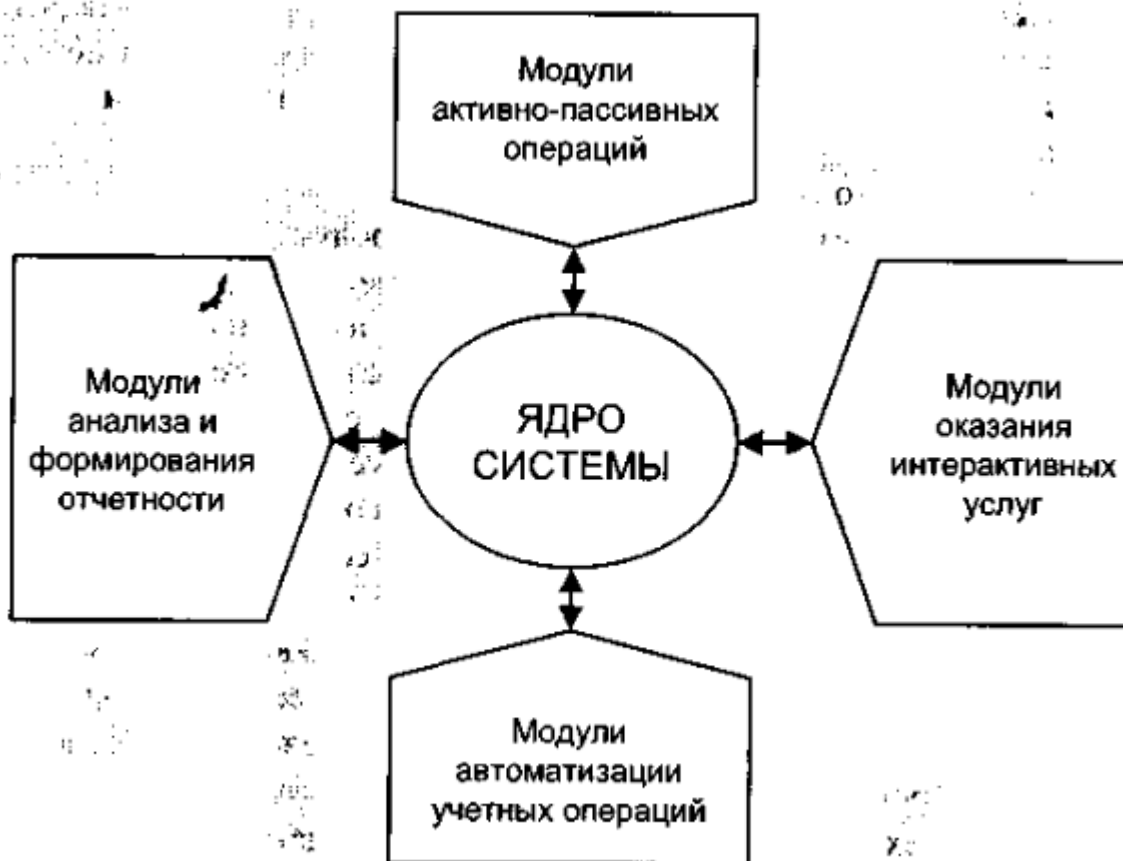 Модули
активно-пассивных
операций
Модули
анализа и
формирования
отчетности
ЯДРО
СИСТЕМЫ
Модули
оказания
интерактивных
услуг
Модули
автоматизации
учетных операций